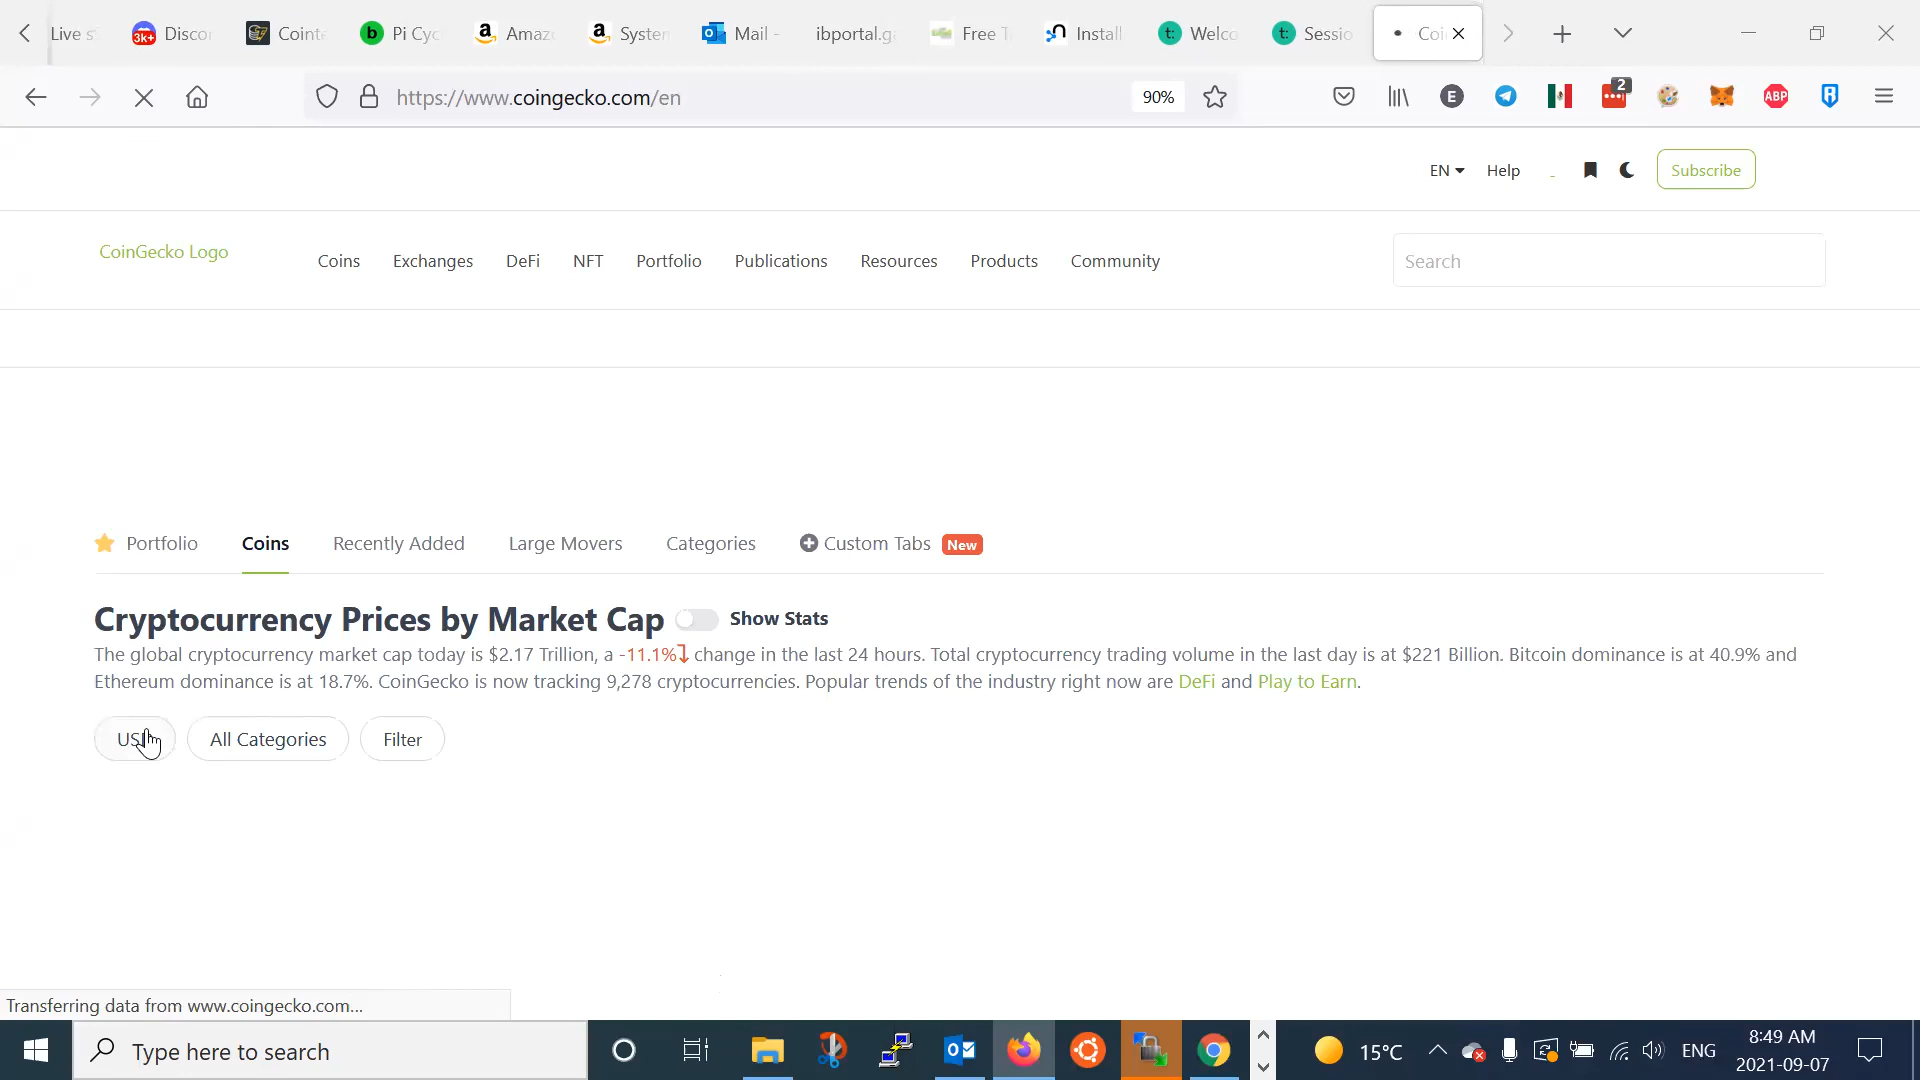 Live s
3k+ Disco
Coint
b Pi Cyc
Amaz
System
Mail -
ibportal.ga
Free T
Install
t: Welco
t: Sessio
Coi
https://www.coingecko.com/en
90%
E
2
ABP
EN
Help
Subscribe
CoinGecko Logo
Coins
Exchanges
DeFi
NFT
Portfolio
Publications
Resources
Products
Community
Search
Portfolio
Coins
Recently Added
Large Movers
Categories
Custom Tabs New
Cryptocurrency Prices by Market Cap
Show Stats
The global cryptocurrency market cap today is $2.17 Trillion, a -11.1% change in the last 24 hours. Total cryptocurrency trading volume in the last day is at $221 Billion. Bitcoin dominance is at 40.9% and
Ethereum dominance is at 18.7%. CoinGecko is now tracking 9,278 cryptocurrencies. Popular trends of the industry right now are DeFi and Play to Earn.
All Categories
Filter
Transferring data from www.coingecko.com...
Type here to search
15°C
ENG
8:49 AM
2021-09-07